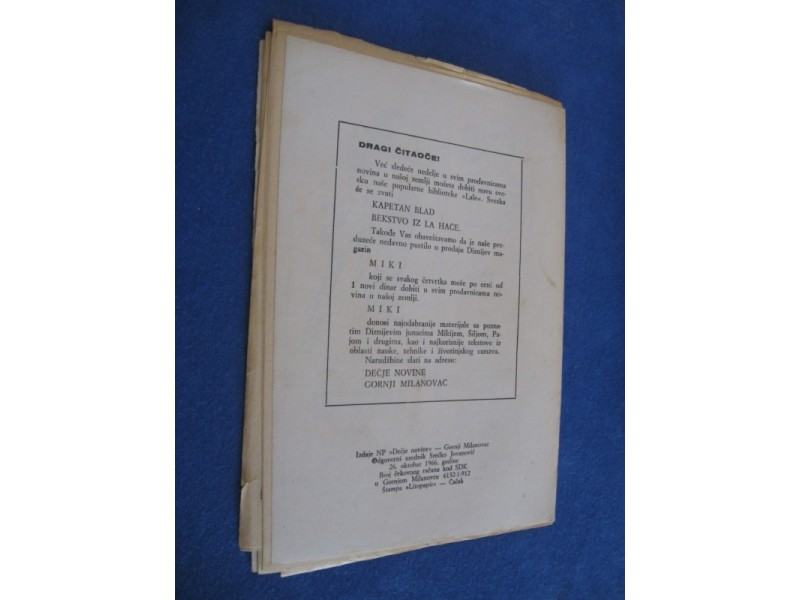 DRAGI ČITAOČE!
Već sledeće nedelje u svim prodavnicama
novina u našoj zemlji možete dobiti novu sve-
sku naše popularne biblioteke »Lale«. Sveska
će se zvati
KAPETAN BLAD
BEKSTVO IZ LA HAČE.
Takođe Vas obaveštavamo da je naše pre-
duzeće nedavno pustilo u prodaju Diznijev ma-
gazin
M I K I
koji se svakog četvrtka može po ceni od
1 novi dinar dobiti u svim prodavnicama no-
vina u našoj zemlji.
M I K I
donosi najodabranije materijale sa pozna-
tim Diznijevim junacima Mikijem, Šiljom, Pa-
jom i drugima, kao i najkorisnije tekstove iz
oblasti nauke, tehnike i životinjskog carstva.
Narudžbine slati na adresu:
DEČJE NOVINE
GORNJI MILANOVAC
Izdaje NP »Dečje novine« — Gornji Milanovac
Odgovorni urednik Srećko Jovanović
26. oktobar 1966. godine
Broj čekovnog računa kod SDK
u Gornjem Milanovcu 4152-1-912
Štampa »Litopapir« — Čačak